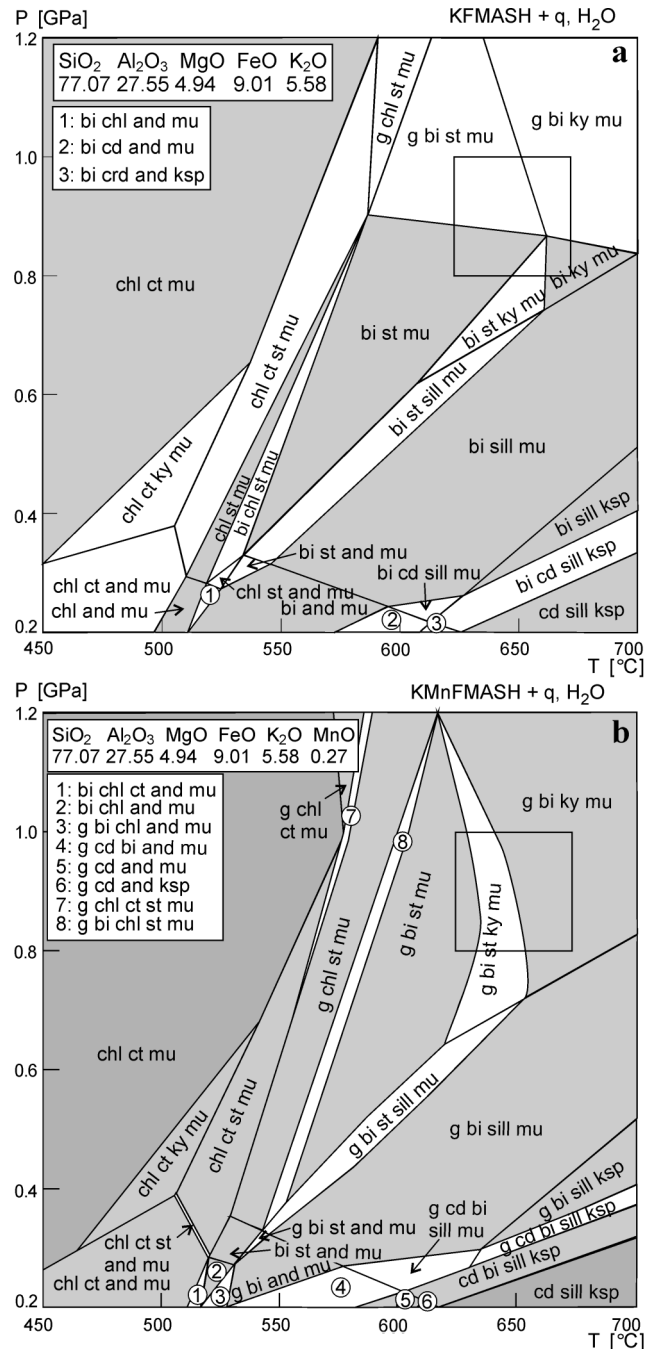 P [GPa]
KFMASH + q, H2O
a
SiO2 Al2O3 MgO FeO K2O
77.07 27.55 4.94 9.01 5.58
1: bi chl and mu
2: bi cd and mu
3: bi crd and ksp
g chl st mu
g bi st mu
g bi ky mu
1.0
chl ct mu
0.8
bi ky mu
bi st ky mu
bi st mu
chl ct st mu
0.6
bi st sill mu
chl ct ky mu
bi sill mu
chl st mu
bi chl st mu
bi sill ksp
0.4
bi st and mu
chl ct and mu
chl st and mu
bi cd sill mu
bi cd sill ksp
chl and mu
bi and mu
1
2
3
cd sill ksp
0.2
450 500 550 600 650 700
T [°C]
P [GPa]
KMnFMASH + q, H2O
1.2
b
SiO2 Al2O3 MgO FeO K2O MnO
77.07 27.55 4.94 9.01 5.58 0.27
1: bi chl ct and mu
2: bi chl and mu
3: g bi chl and mu
4: g cd bi and mu
5: g cd and mu
6: g cd and ksp
7: g chl ct st mu
8: g bi chl st mu
g chl
ct mu
7
8
g bi ky mu
1.0
g bi st ky mu
g bi st mu
g chl st mu
0.8
chl ct mu
0.6
chl ct st mu
g bi st sill mu
chl ct ky mu
g bi sill mu
g bi sill ksp
0.4
g cd bi
sill mu
g bi st and mu
bi st and mu
g cd bi sill ksp
chl ct st
and mu
chl ct and mu
cd bi sill ksp
g bi and mu
1
2
3
4
5
6
cd sill ksp
0.2
450 500 550 600 650 700
T [°C]
1.2